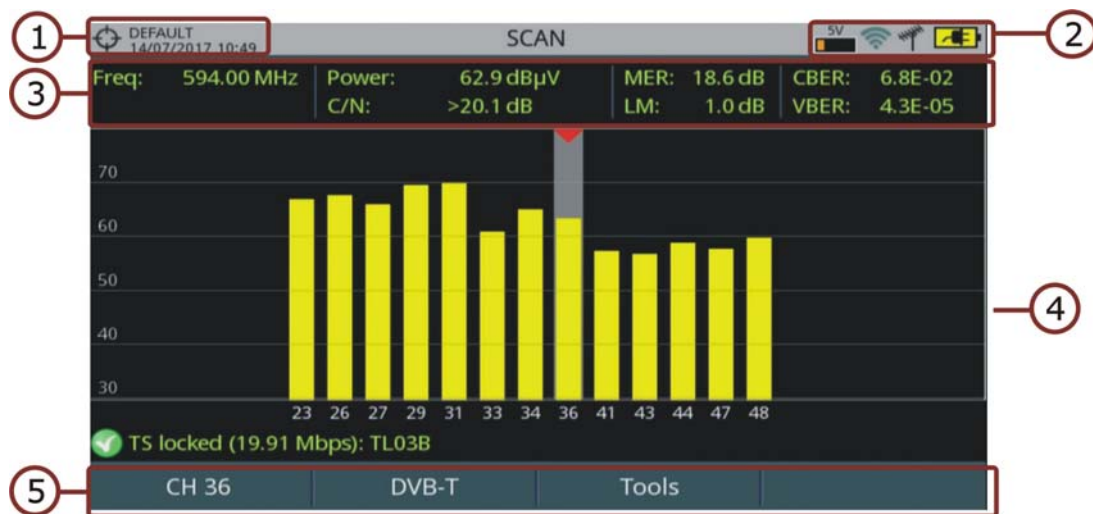 1
DEFAULT
14/07/2017 10:49
SCAN
5V
2
3
Freq: 594.00 MHz Power: 62.9 dBµV MER: 18.6 dB CBER: 6.8E-02
C/N: >20.1 dB LM: 1.0 dB VBER: 4.3E-05
70
60
50
40
30
4
23 26 27 29 31 33 34 36 41 43 44 47 48
TS locked (19.91 Mbps): TL03B
5
CH 36 DVB-T Tools